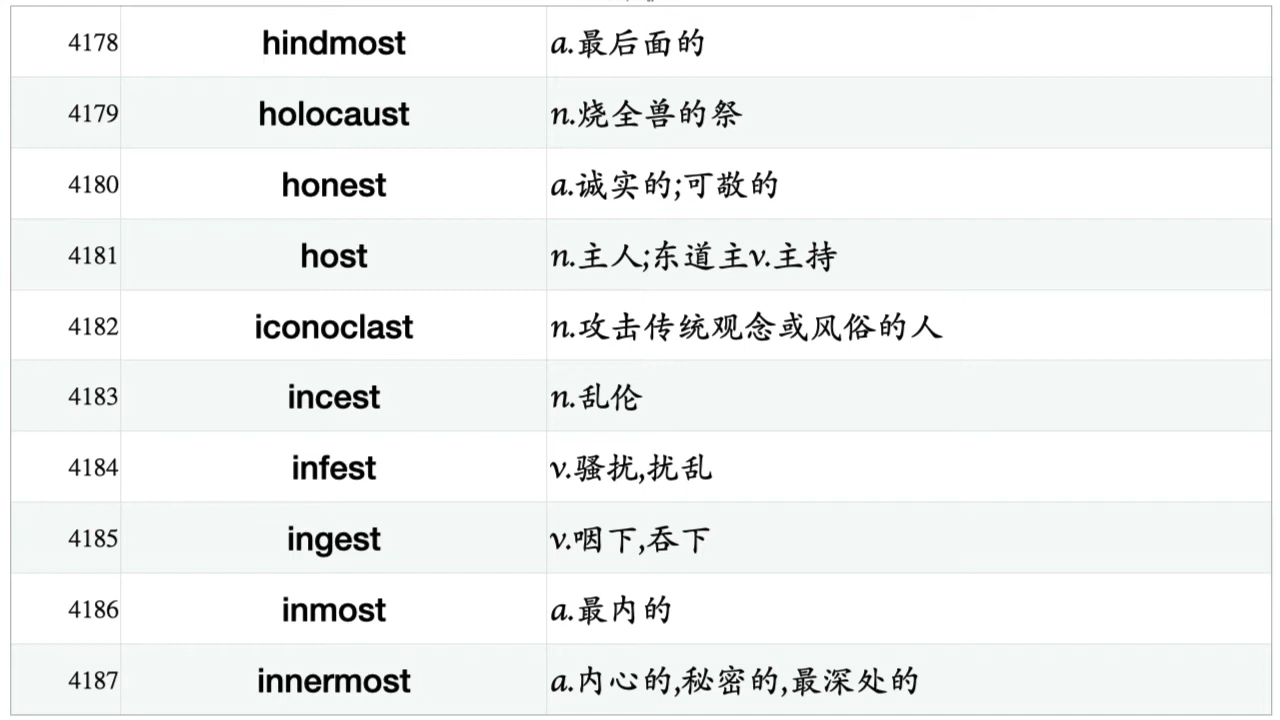 4178 hindmost a.最后面的
4179 holocaust n.烧全兽的祭
4180 honest a.诚实的;可敬的
4181 host n.主人;东道主v.主持
4182 iconoclast n.攻击传统观念或风俗的人
4183 incest n.乱伦
4184 infest v.骚扰,扰乱
4185 ingest v.咽下,吞下
4186 inmost a.最内的
4187 innermost a.内心的,秘密的,最深处的